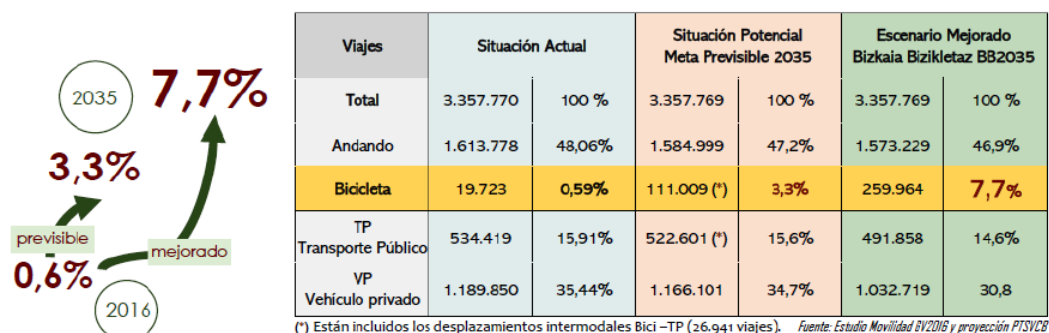 2035
7,7%
3,3%
previsible
mejorado
0,6%
2016
Viajes
Situación Actual
Situación Potencial
Meta Previsible 2035
Escenario Mejorado
Bizkaia Bizikletaz BB2035
Total 3.357.770 100 % 3.357.769 100 % 3.357.769 100 %
Andando 1.613.778 48,06% 1.584.999 47,2% 1.573.229 46,9%
Bicicleta 19.723 0,59% 111.009 (*) 3,3% 259.964 7,7%
TP
Transporte Público 534.419 15,91% 522.601 (*) 15,6% 491.858 14,6%
VP
Vehículo privado 1.189.850 35,44% 1.166.101 34,7% 1.032.719 30,8
(*) Están incluidos los desplazamientos intermodales Bici –TP (26.941 viajes). Fuente: Estudio Movilidad GV2016 y proyección PTSVCB